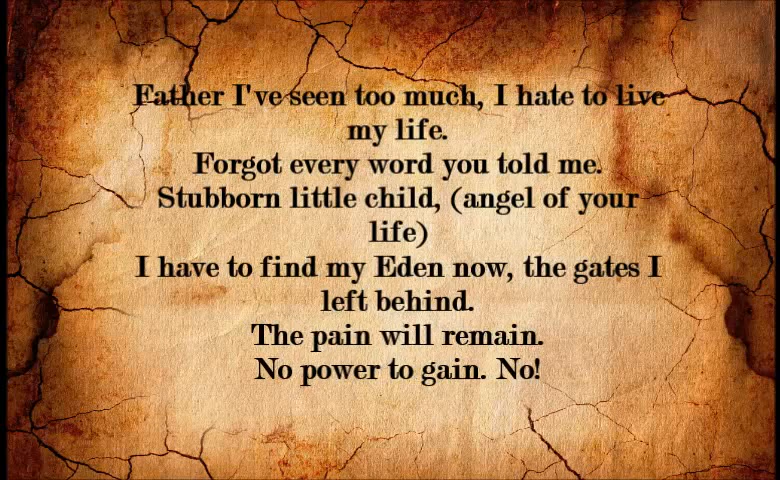 Father I've seen too much, I hate to live
my life.
Forgot every word you told me.
Stubborn little child, (angel of your
life)
I have to find my Eden now, the gates I
left behind.
The pain will remain.
No power to gain. No!